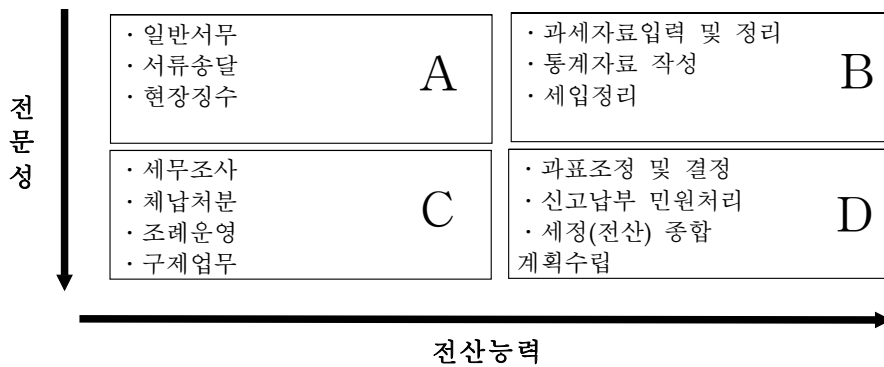 · 일반서무
· 서류송달
· 현장징수
A
· 과세자료입력 및 정리
· 통계자료 작성
· 세입정리
B
전문성
· 세무조사
· 체납처분
· 조례운영
· 구제업무
C
· 과표조정 및 결정
· 신고납부 민원처리
· 세정(전산) 종합
계획수립
D
전산능력